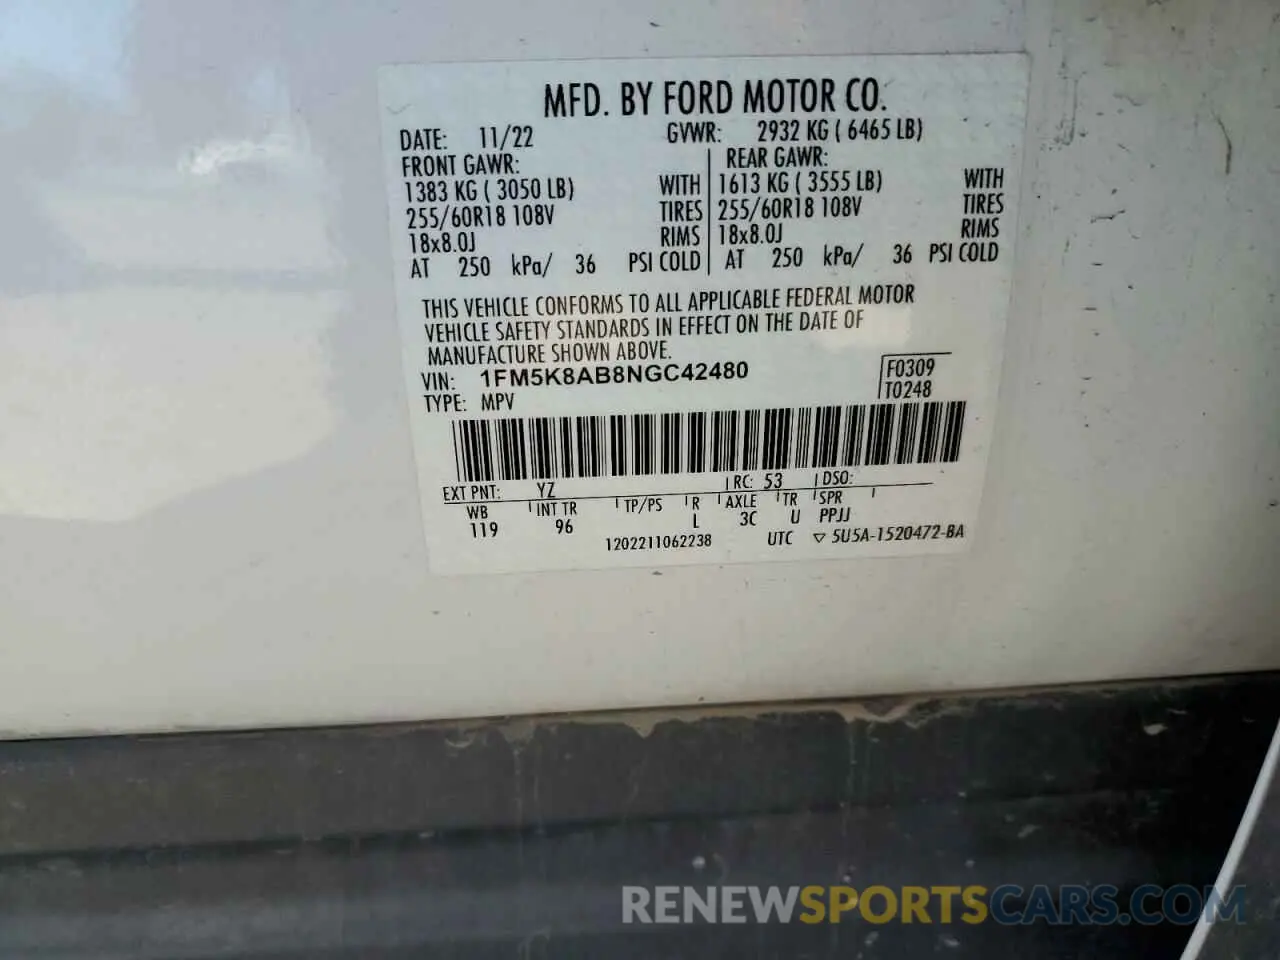 MFD. BY FORD MOTOR CO.
DATE: 11/22 GVWR: 2932 KG ( 6465 LB)
FRONT GAWR: REAR GAWR:
1383 KG ( 3050 LB) WITH 1613 KG ( 3555 LB) WITH
255/60R18 108V TIRES 255/60R18 108V TIRES
18x8.0J RIMS 18x8.0J RIMS
AT 250 kPa/ 36 PSI COLD AT 250 kPa/ 36 PSI COLD
THIS VEHICLE CONFORMS TO ALL APPLICABLE FEDERAL MOTOR
VEHICLE SAFETY STANDARDS IN EFFECT ON THE DATE OF
MANUFACTURE SHOWN ABOVE.
VIN: 1FM5K8AB8NGC42480 F0309
TYPE: MPV T0248
EXT PNT: YZ RC: 53 DSO:
WB INT TR TP/PS R AXLE TR SPR
119 96 L 3C U PPJJ
1202211062238 UTC ▽ 5U5A-1520472-BA
RENEWSPORTSCARS.COM